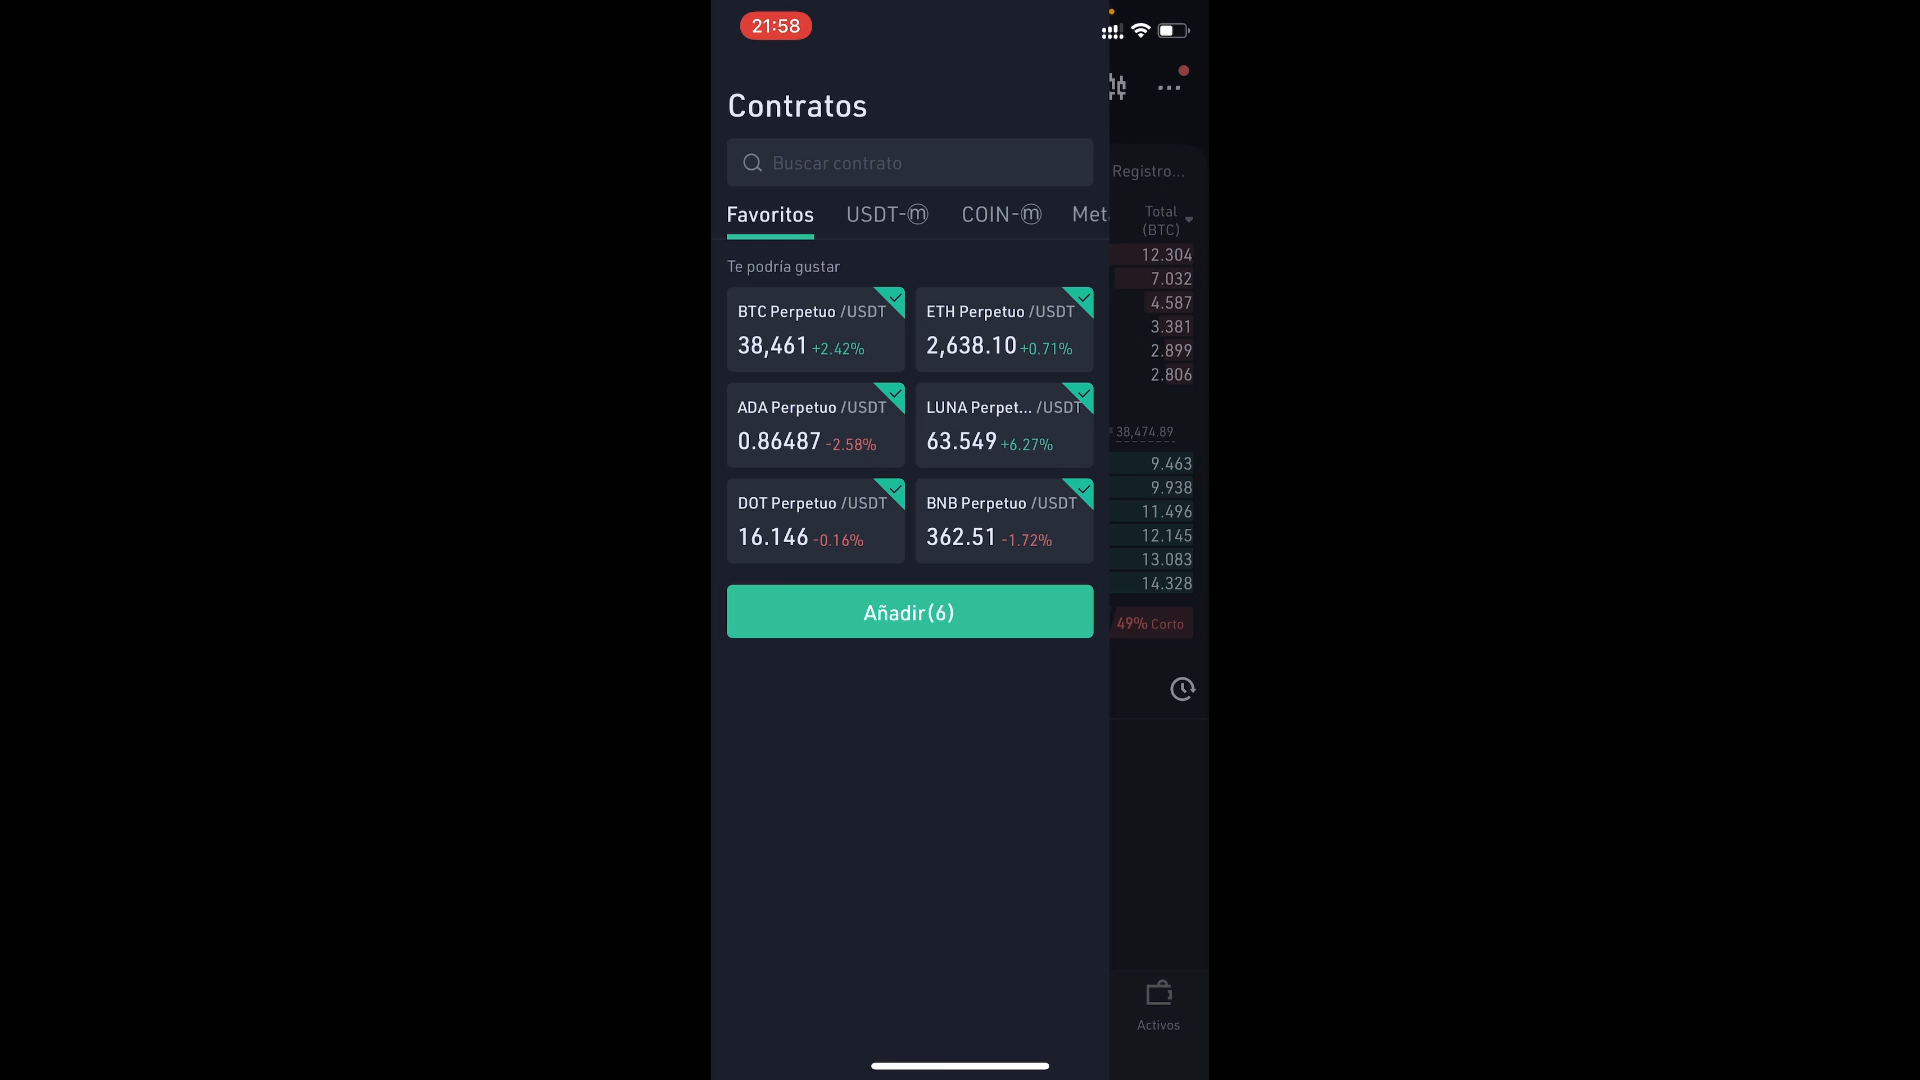 21:58
Contratos
Buscar contrato
Favoritos USDT-ⓜ COIN-ⓜ
Te podría gustar
BTC Perpetuo /USDT
38,461 +2.42%
ETH Perpetuo /USDT
2,638.10 +0.71%
ADA Perpetuo /USDT
0.86487 -2.58%
LUNA Perpet... /USDT
63.549 +6.27%
DOT Perpetuo /USDT
16.146 -0.16%
BNB Perpetuo /USDT
362.51 -1.72%
Añadir(6)
Registro...
Total
(BTC)
12.304
7.032
4.587
3.381
2.899
2.806
38,474.89
9.463
9.938
11.496
12.145
13.083
14.328
49% Corto
Activos